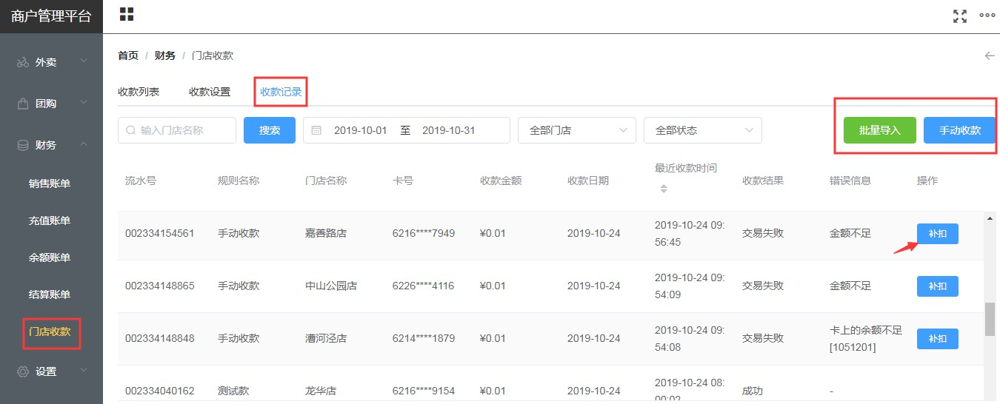 商户管理平台
外卖
团购
财务
销售账单
充值账单
余额账单
结算账单
门店收款
设置
首页 / 财务 / 门店收款
收款列表 收款设置 收款记录
输入门店名称 搜索 2019-10-01 至 2019-10-31 全部门店 全部状态 批量导入 手动收款
流水号 规则名称 门店名称 卡号 收款金额 收款日期 最近收款时间 收款结果 错误信息 操作
002334154561 手动收款 嘉善路店 6216****7949 ¥0.01 2019-10-24 2019-10-24 09:
56:45 交易失败 金额不足 补扣
002334148865 手动收款 中山公园店 6226****4116 ¥0.01 2019-10-24 2019-10-24 09:
54:09 交易失败 金额不足 补扣
002334148848 手动收款 漕河泾店 6214****1879 ¥0.01 2019-10-24 2019-10-24 09:
54:08 交易失败 卡上的余额不足
[1051201] 补扣
002334040162 测试款 龙华店 6216****9154 ¥0.01 2019-10-24 2019-10-24 08:
00:02 成功 -